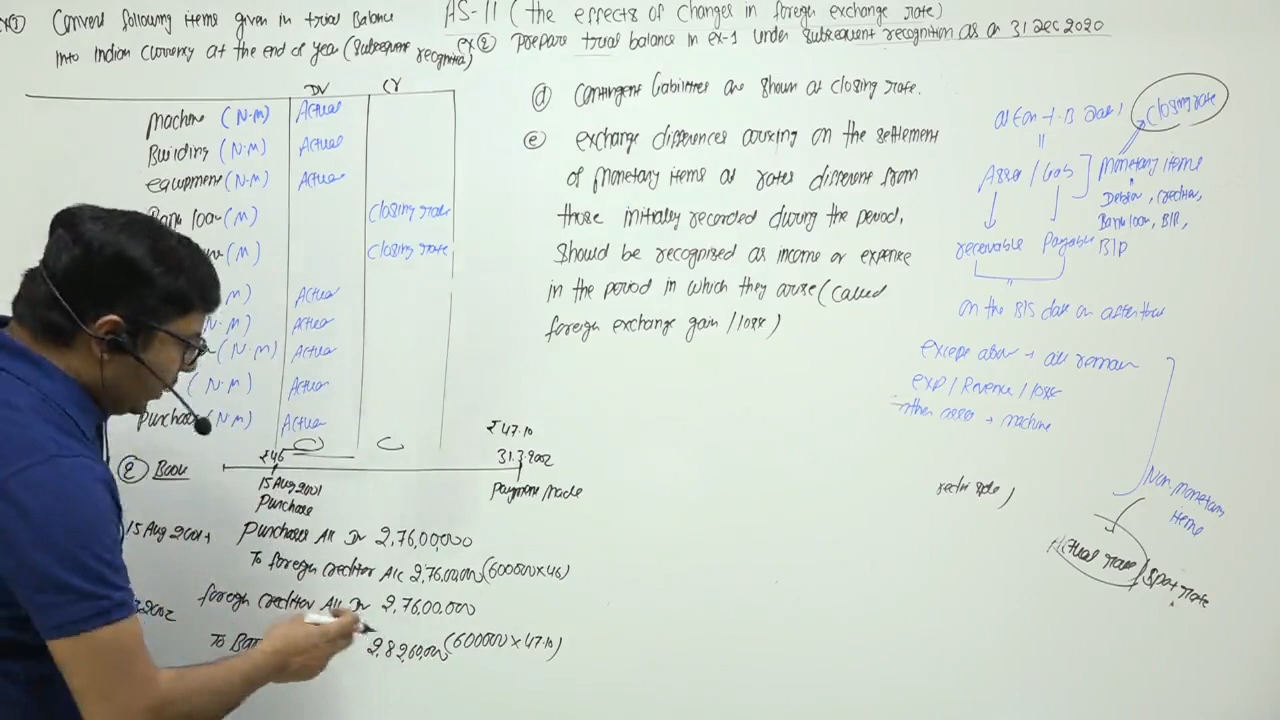 Convert following items given in trial Balance
into Indian currency at the end of year (subsequent recognition)
AS-11 (the effects of changes in foreign exchange rate)
ex② prepare trial balance in ex-1 under subsequent recognition as on 31 Dec 2020
Dr Cr
Machine (N.M) Actual
Building (N.M) Actual
equipment (N.M) Actual
Bank loan (M) Closing rate
(M) Closing rate
M) Actual
(N.M) Actual
(N.M) Actual
(N.M) Actual
Purchases (N.M) Actual
ⓓ Contingent liabilities are shown at closing rate.
ⓔ exchange differences arising on the settlement
of monetary items at rates different from
those initially recorded during the period,
should be recognised as income or expense
in the period in which they arise (called
foreign exchange gain / loss)
Closing rate
Asset / Liab ] Monetary items
Debtor, creditor,
Bank loan, B/R,
B/P
receivable payable
on the B/S date or after that
except above + all remain
exp / Revenue / loss
other asset + machine
Non monetary
items
Actual rate / Spot rate
② Book
₹46 ₹47.10
31.3.2002
15 Aug 2001
Purchase
Payment made
15 Aug 2001 Purchases A/c Dr 2,76,00,000
To foreign creditor A/c 2,76,00,000 (600000×46)
2002 foreign creditor A/c Dr 2,76,00,000
To Ban 2,82,60,000 (600000×47.10)